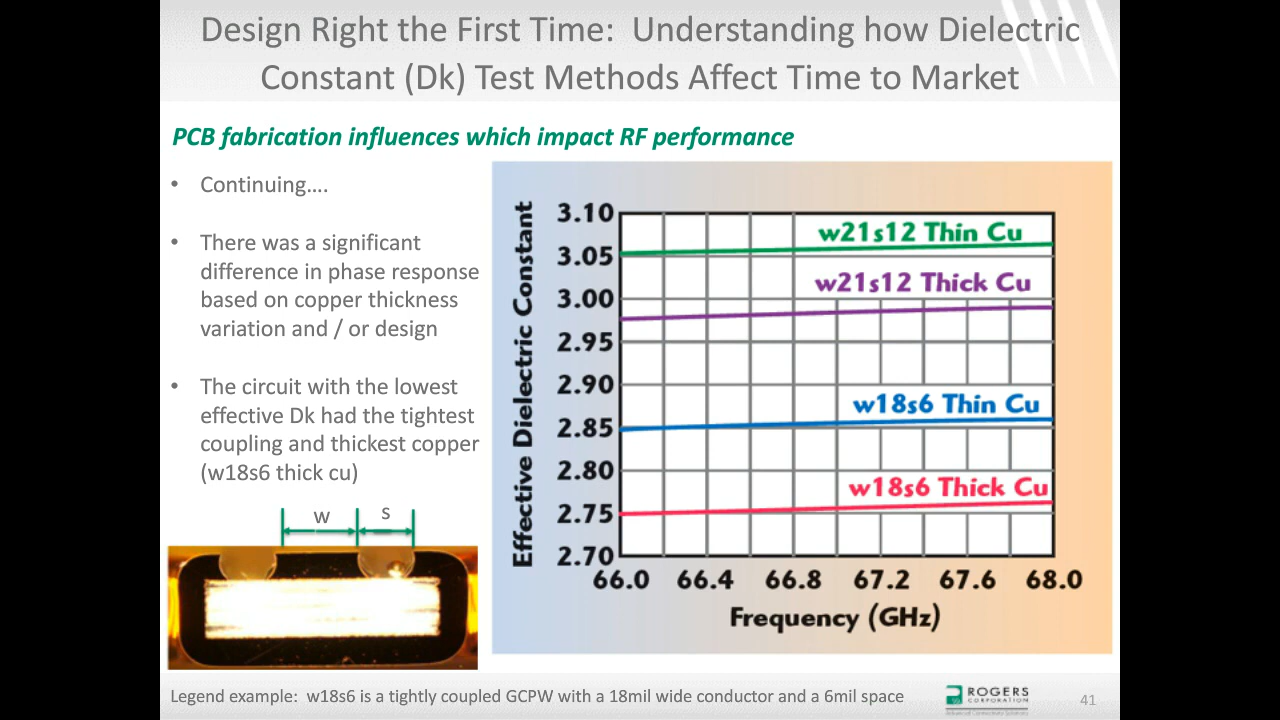 Design Right the First Time: Understanding how Dielectric
Constant (Dk) Test Methods Affect Time to Market
PCB fabrication influences which impact RF performance
• Continuing....
• There was a significant
difference in phase response
based on copper thickness
variation and / or design
• The circuit with the lowest
effective Dk had the tightest
coupling and thickest copper
(w18s6 thick cu)
w
s
Effective Dielectric Constant
3.10
3.05
3.00
2.95
2.90
2.85
2.80
2.75
2.70
w21s12 Thin Cu
w21s12 Thick Cu
w18s6 Thin Cu
w18s6 Thick Cu
66.0 66.4 66.8 67.2 67.6 68.0
Frequency (GHz)
Legend example: w18s6 is a tightly coupled GCPW with a 18mil wide conductor and a 6mil space
ROGERS
CORPORATION
Advanced Connectivity Solutions
41